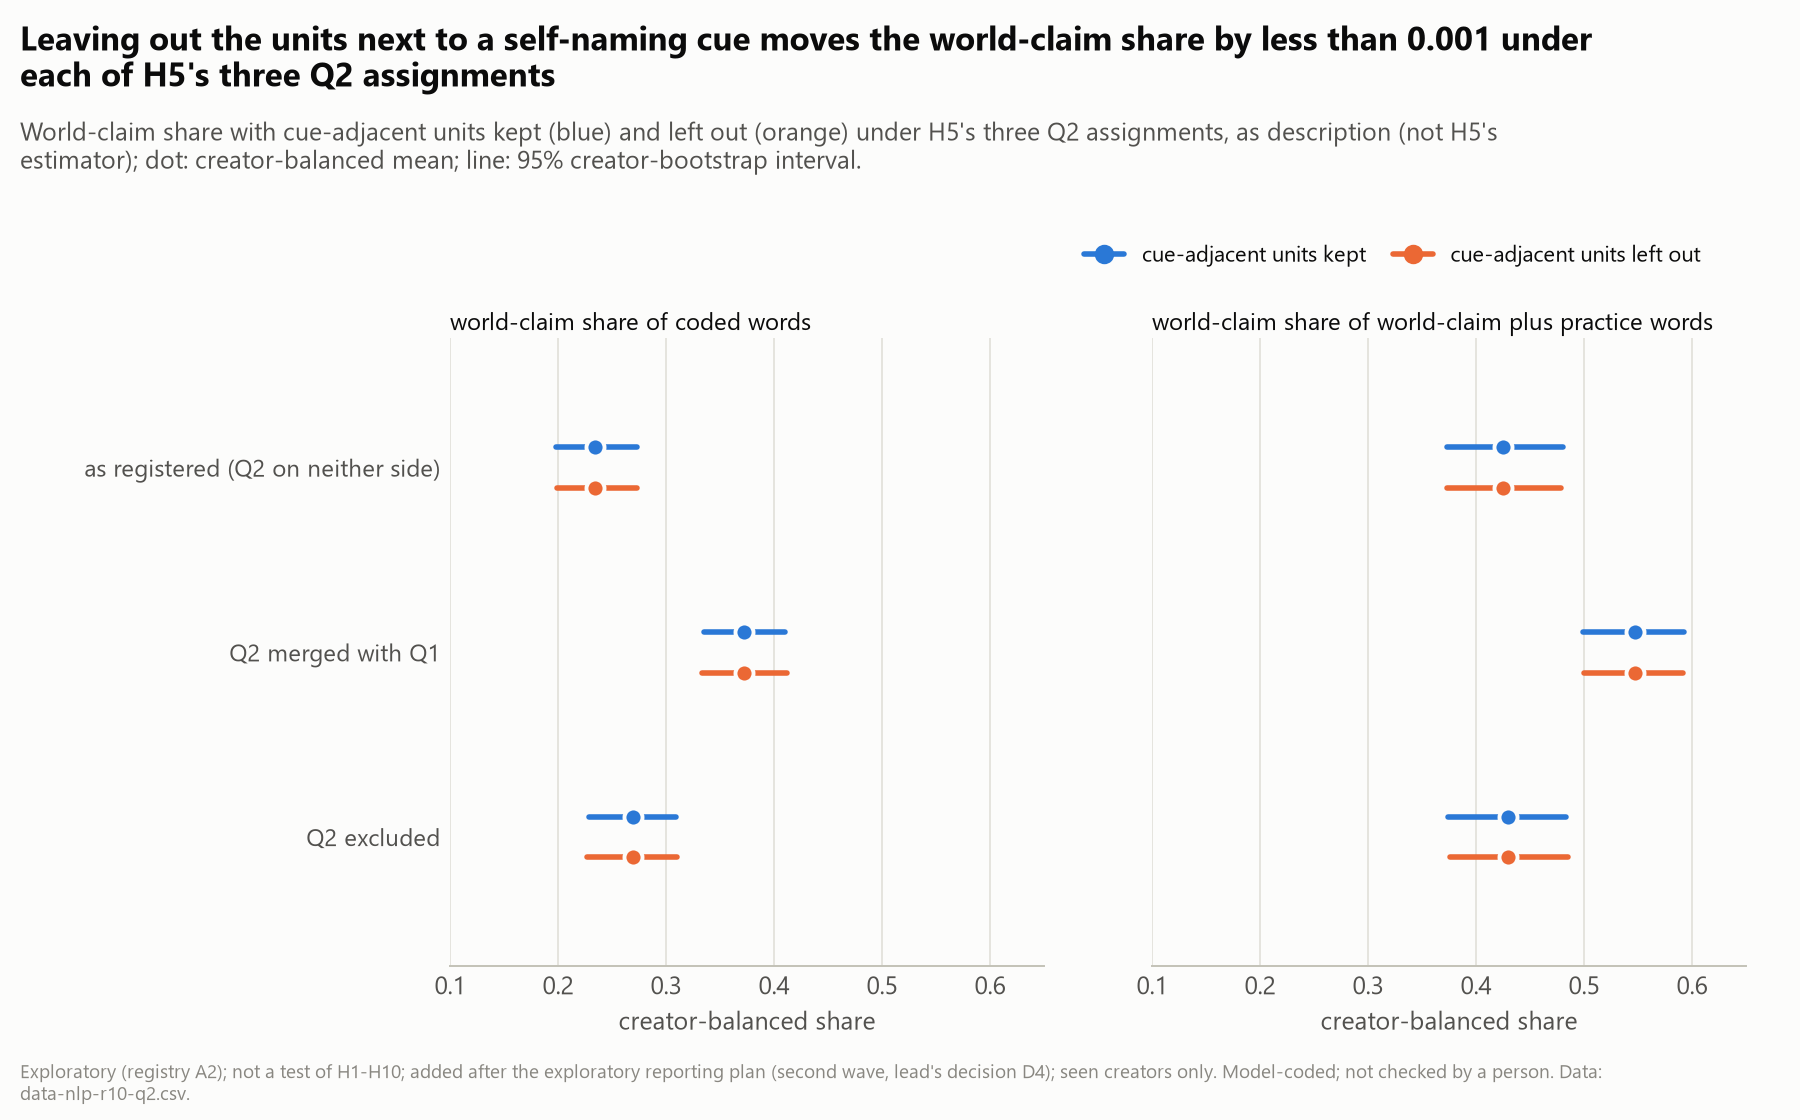 Leaving out the units next to a self-naming cue moves the world-claim share by less than 0.001 under
each of H5's three Q2 assignments
World-claim share with cue-adjacent units kept (blue) and left out (orange) under H5's three Q2 assignments, as description (not H5's
estimator); dot: creator-balanced mean; line: 95% creator-bootstrap interval.
cue-adjacent units kept
cue-adjacent units left out
world-claim share of coded words
world-claim share of world-claim plus practice words
as registered (Q2 on neither side)
Q2 merged with Q1
Q2 excluded
0.1 0.2 0.3 0.4 0.5 0.6
0.1 0.2 0.3 0.4 0.5 0.6
creator-balanced share
creator-balanced share
Exploratory (registry A2); not a test of H1-H10; added after the exploratory reporting plan (second wave, lead's decision D4); seen creators only. Model-coded; not checked by a person. Data:
data-nlp-r10-q2.csv.